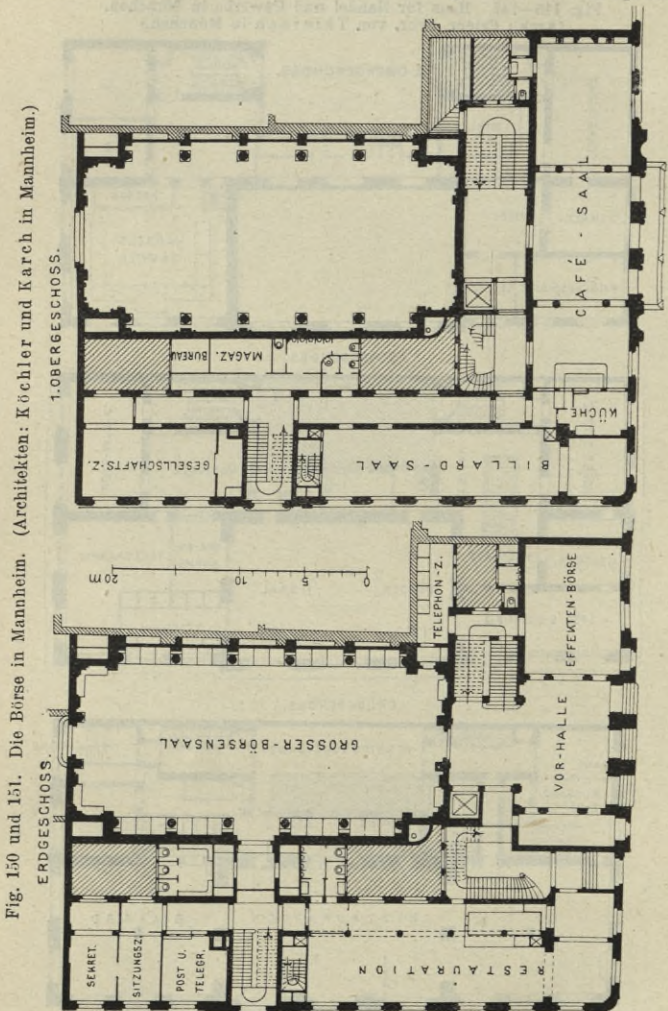 Fig. 150 und 151. Die Börse in Mannheim. (Architekten: Köchler und Karch in Mannheim.)
ERDGESCHOSS.
SEKRET.
SITZUNGSZ.
POST U.
TELEGR.
GROSSER-BÖRSENSAAL
RESTAURATION
TELEPHON-Z.
VOR-HALLE
EFFEKTEN-BÖRSE
20 m
10
0
1.OBERGESCHOSS.
GESELLSCHAFTS-Z.
BUREAU
MAGAZ.
BILLARD-SAAL
KÜCHE
CAFÉ-SAAL